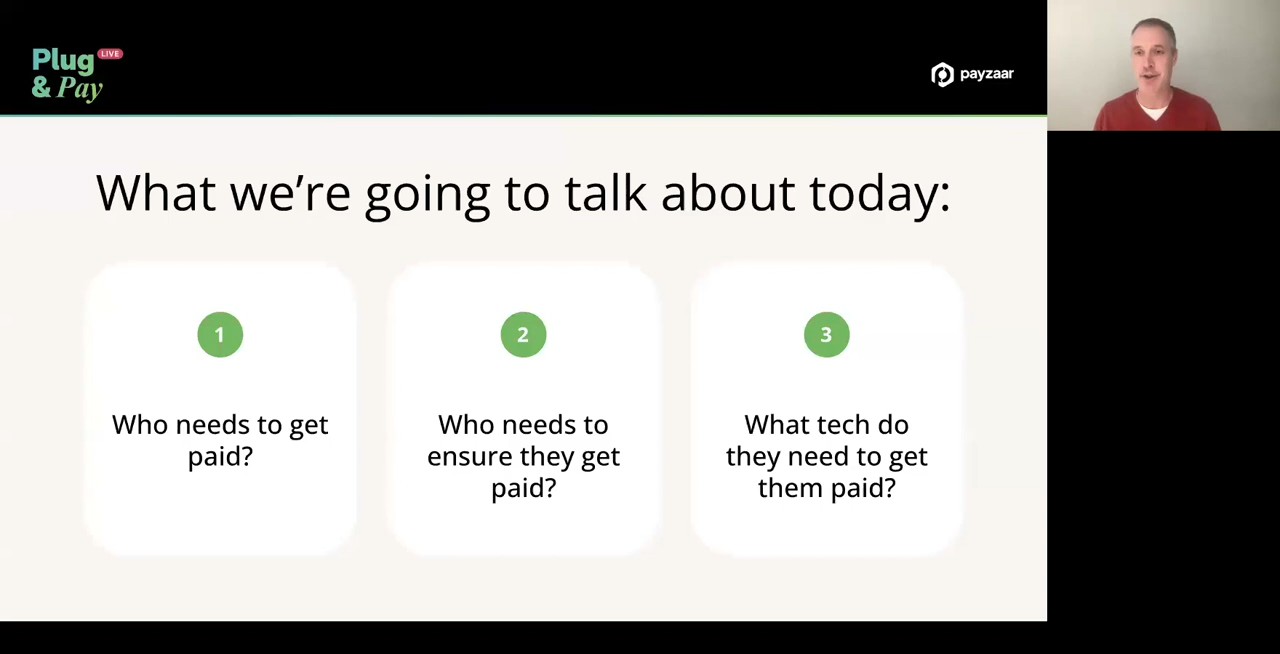 Plug LIVE
& Pay
payzaar
What we’re going to talk about today:
1
Who needs to get
paid?
2
Who needs to
ensure they get
paid?
3
What tech do
they need to get
them paid?